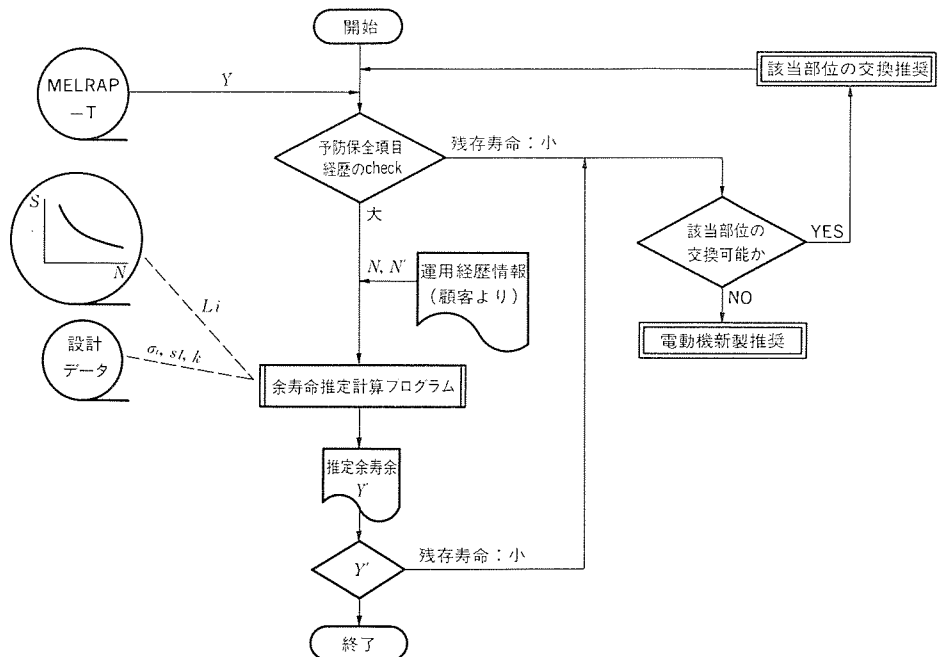 開始
MELRAP
－T
Y
該当部位の交換推奨
予防保全項目
経歴のcheck
残存寿命：小
大
S
N
該当部位の
交換可能か
YES
NO
N, N′
運用経歴情報
（顧客より）
Li
電動機新製推奨
設計
データ
σi, sl, k
余寿命推定計算プログラム
推定余寿余
Y′
Y′
残存寿命：小
終了